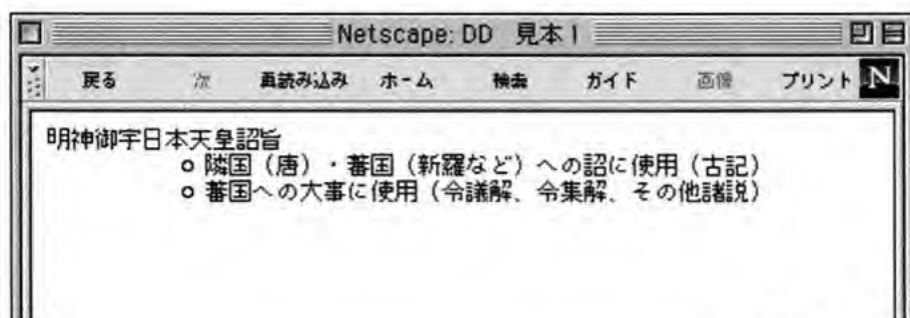 Netscape: DD 見本1
戻る 次 再読み込み ホーム 検索 ガイド 画像 プリント N
明神御宇日本天皇詔旨
○ 隣国（唐）・蕃国（新羅など）への詔に使用（古記）
○ 蕃国への大事に使用（令義解、令集解、その他諸説）